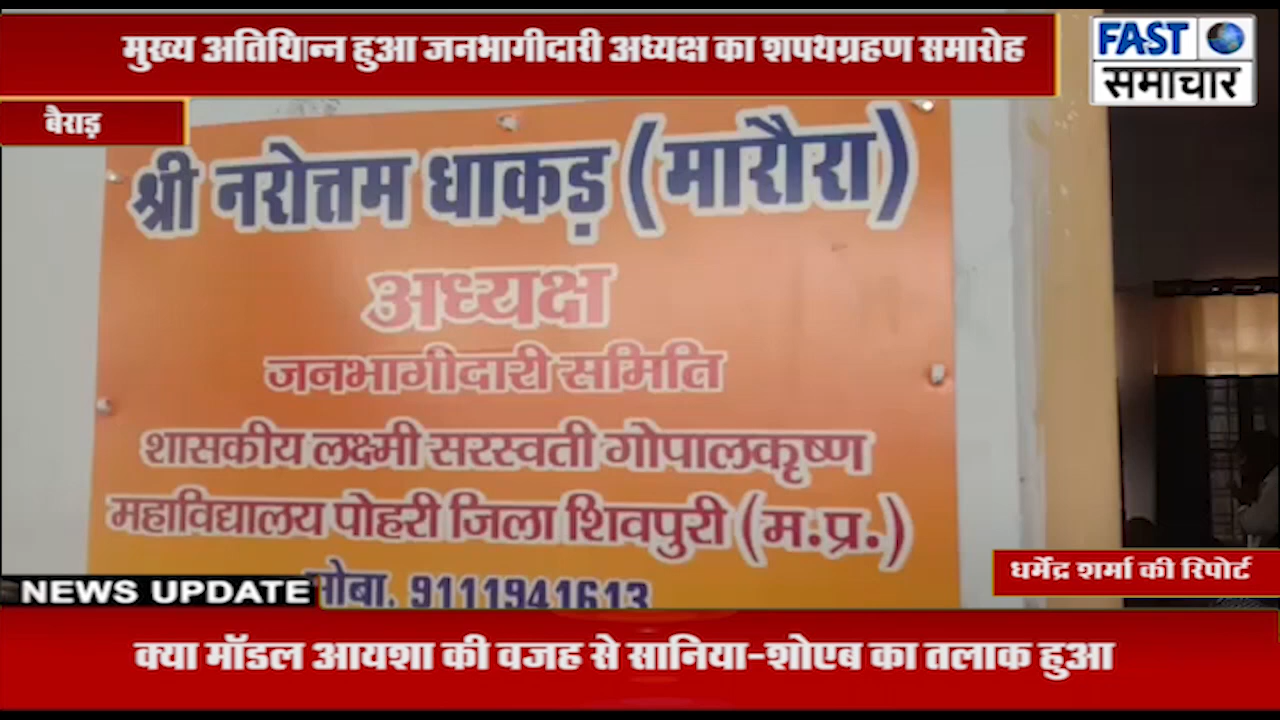 मुख्य अतिथिान्न हुआ जनभागीदारी अध्यक्ष का शपथग्रहण समारोह
FAST
समाचार
बैराड़
श्री नरोत्तम धाकड़ (मारौरा)
अध्यक्ष
जनभागीदारी समिति
शासकीय लक्ष्मी सरस्वती गोपालकृष्ण
महाविद्यालय पोहरी जिला शिवपुरी (म.प्र.)
मोबा. 9111941613
धर्मेद्र शर्मा की रिपोर्ट
NEWS UPDATE
क्या मॉडल आयशा की वजह से सानिया-शोएब का तलाक हुआ